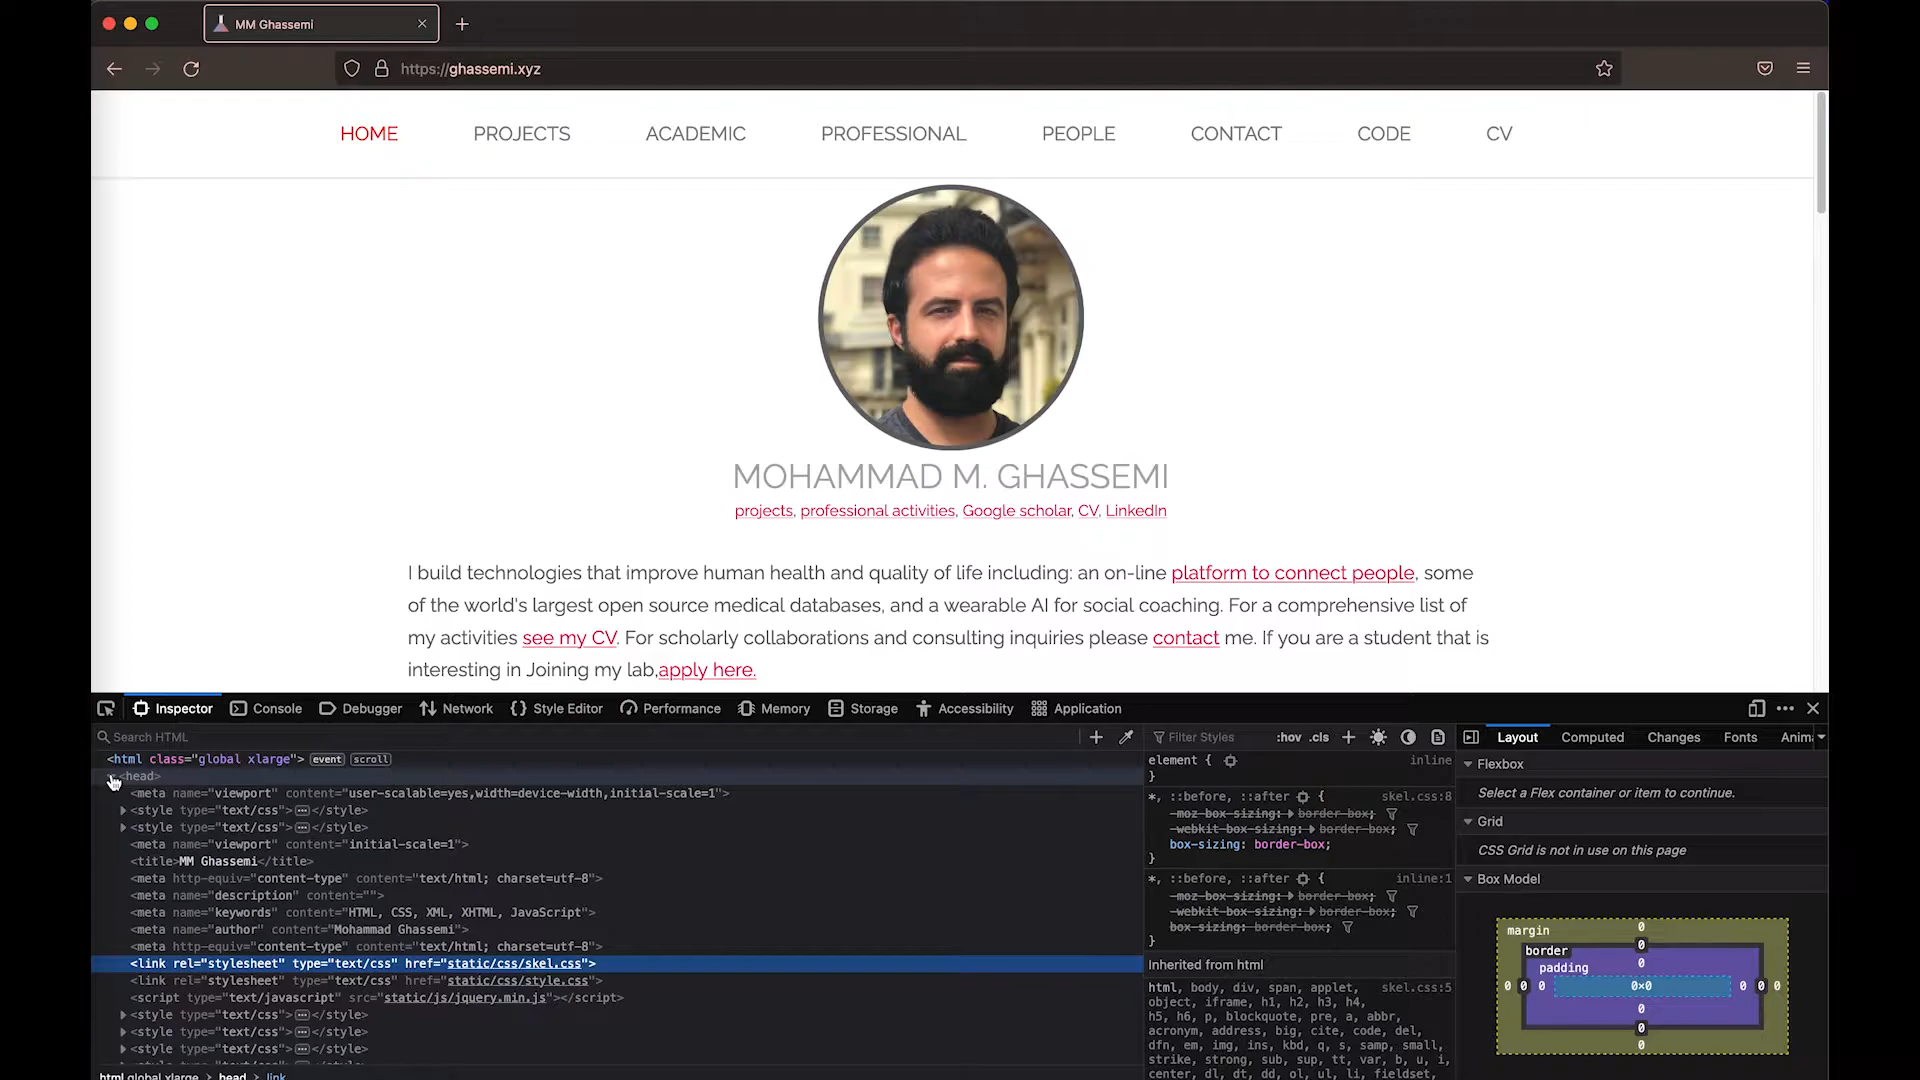 MM Ghassemi
https://ghassemi.xyz
HOME PROJECTS ACADEMIC PROFESSIONAL PEOPLE CONTACT CODE CV
MOHAMMAD M. GHASSEMI
projects, professional activities, Google scholar, CV, LinkedIn
I build technologies that improve human health and quality of life including: an on-line platform to connect people, some
of the world's largest open source medical databases, and a wearable AI for social coaching. For a comprehensive list of
my activities see my CV. For scholarly collaborations and consulting inquiries please contact me. If you are a student that is
interesting in Joining my lab,apply here.
Inspector Console Debugger Network Style Editor Performance Memory Storage Accessibility Application
Search HTML
<html class="global xlarge"> event scroll
<head>
<meta name="viewport" content="user-scalable=yes,width=device-width,initial-scale=1">
<style type="text/css"></style>
<style type="text/css"></style>
<meta name="viewport" content="initial-scale=1">
<title>MM Ghassemi</title>
<meta http-equiv="content-type" content="text/html; charset=utf-8">
<meta name="description" content="">
<meta name="keywords" content="HTML, CSS, XML, XHTML, JavaScript">
<meta name="author" content="Mohammad Ghassemi">
<meta http-equiv="content-type" content="text/html; charset=utf-8">
<link rel="stylesheet" type="text/css" href="static/css/skel.css">
<link rel="stylesheet" type="text/css" href="static/css/style.css">
<script type="text/javascript" src="static/js/jquery.min.js"></script>
<style type="text/css"></style>
<style type="text/css"></style>
<style type="text/css"></style>
html.global.xlarge > head > link
Filter Styles :hov .cls
element { inline
}
*, ::before, ::after { skel.css:8
-moz-box-sizing: border-box;
-webkit-box-sizing: border-box;
box-sizing: border-box;
}
*, ::before, ::after { inline:1
-moz-box-sizing: border-box;
-webkit-box-sizing: border-box;
box-sizing: border-box;
}
Inherited from html
html, body, div, span, applet, skel.css:5
object, iframe, h1, h2, h3, h4,
h5, h6, p, blockquote, pre, a, abbr,
acronym, address, big, cite, code, del,
dfn, em, img, ins, kbd, q, s, samp, small,
strike, strong, sub, sup, tt, var, b, u, i,
center, dl, dt, dd, ol, ul, li, fieldset,
Layout Computed Changes Fonts Anim
Flexbox
Select a Flex container or item to continue.
Grid
CSS Grid is not in use on this page
Box Model
margin 0
border 0
padding 0
0 0 0 0×0 0 0 0
0
0
0